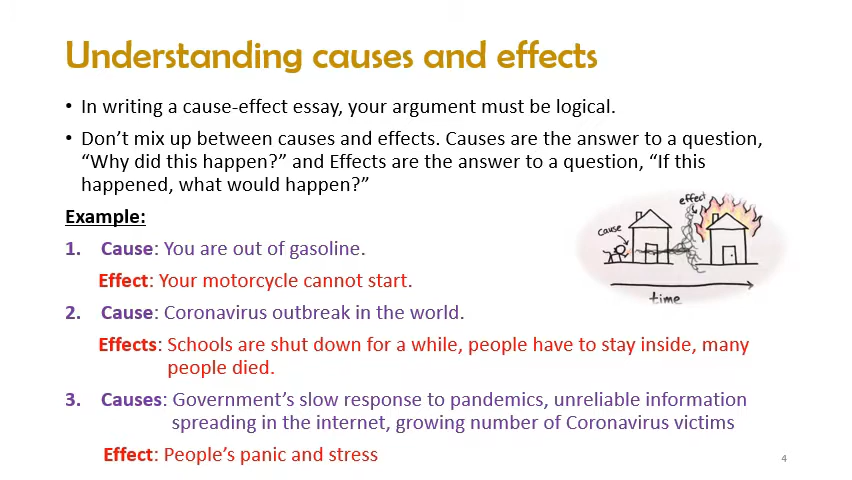 Understanding causes and effects
• In writing a cause-effect essay, your argument must be logical.
• Don’t mix up between causes and effects. Causes are the answer to a question,
“Why did this happen?” and Effects are the answer to a question, “If this
happened, what would happen?”
Example:
1. Cause: You are out of gasoline.
Effect: Your motorcycle cannot start.
2. Cause: Coronavirus outbreak in the world.
Effects: Schools are shut down for a while, people have to stay inside, many
people died.
3. Causes: Government’s slow response to pandemics, unreliable information
spreading in the internet, growing number of Coronavirus victims
Effect: People’s panic and stress
effect
cause
time
4